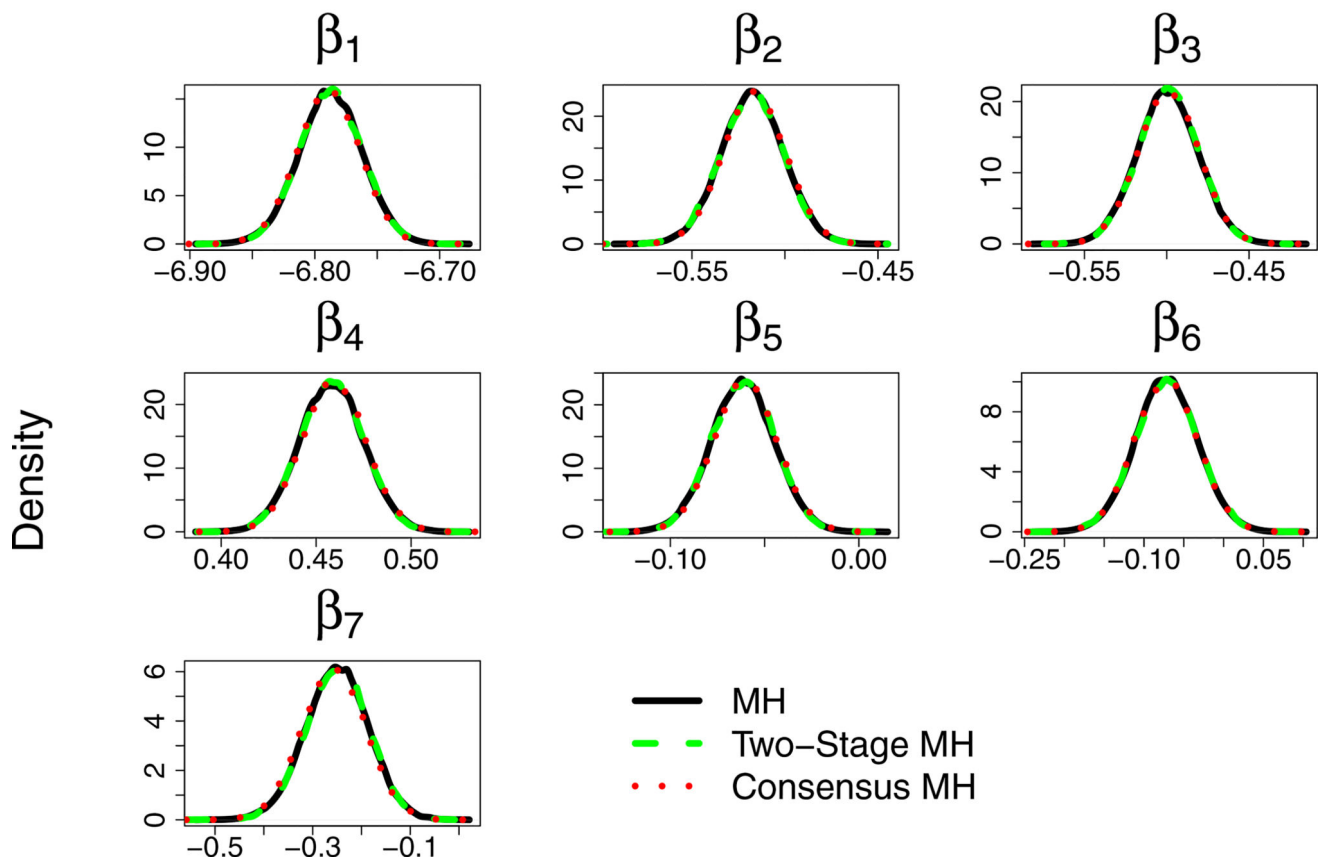 β1 β2 β3
0 5 10
−6.90 −6.80 −6.70
0 10 20
−0.55 −0.45
0 10 20
−0.55 −0.45
β4 β5 β6
Density
0 10 20
0.40 0.45 0.50
0 10 20
−0.10 0.00
0 4 8
−0.25 −0.10 0.05
β7
0 2 4 6
−0.5 −0.3 −0.1
MH
Two−Stage MH
Consensus MH